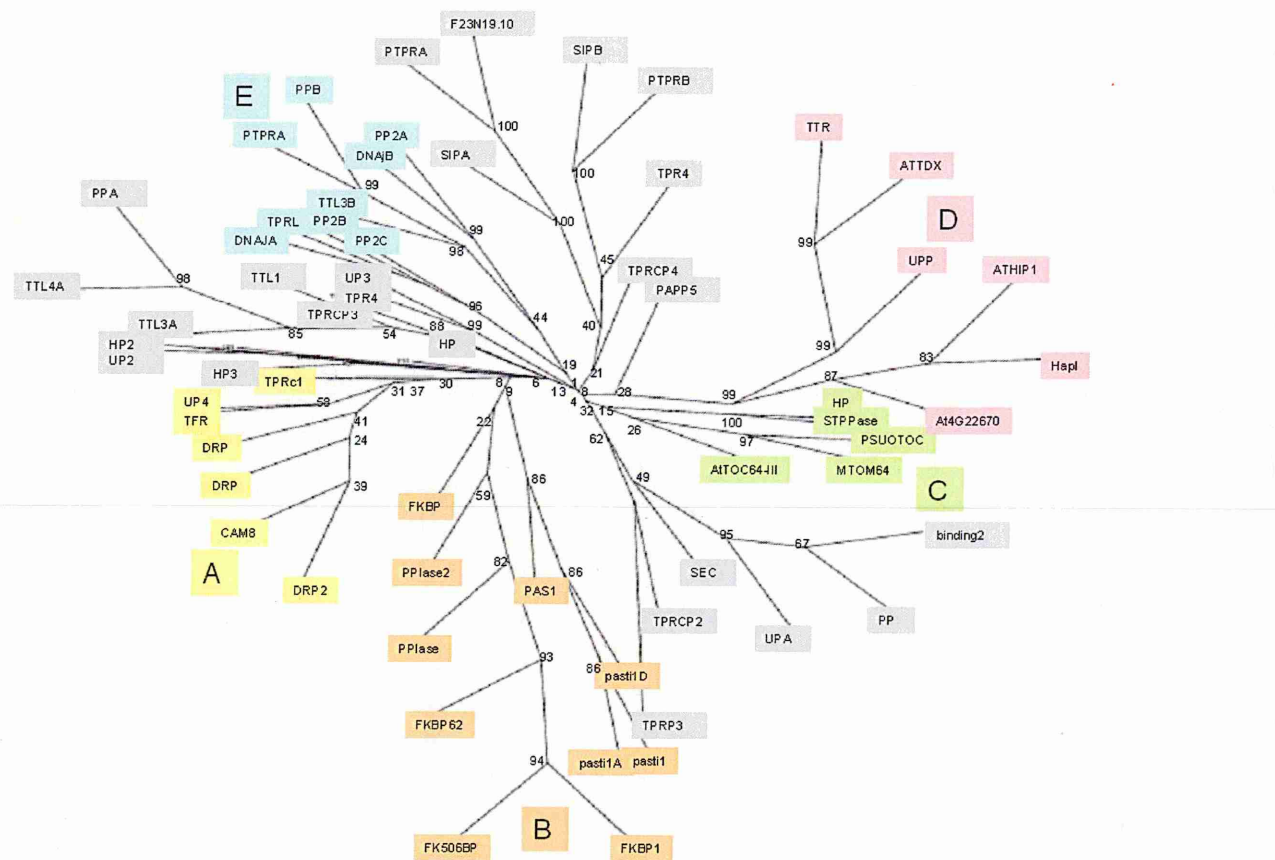 F23N19.10
PTPRA
SIPB
PTPRB
E
PPB
PTPRA
PP2A
DNAjB
SIPA
100
TTR
ATTDX
TPR4
100
100
99
PPA
TTL3B
TPRL
PP2B
DNAJA
PP2C
99
98
D
99
UPP
ATHIP1
TTL4A
98
TTL1
UP3
TPR4
TPRCP3
45
TPRCP4
PAPP5
96
44
40
TTL3A
85
54
88
99
HP
HP2
UP2
99
83
HapI
HP3
TPRc1
19
21
87
31
37
30
8
9
6
13
1
8
28
99
HP
UP4
TFR
58
4
32
15
100
STPPase
At4G22670
DRP
41
24
22
62
26
97
PSUOTOC
DRP
AtTOC64-III
MTOM64
C
39
FKBP
59
86
49
CAM8
95
67
binding2
A
DRP2
PPIase2
82
PAS1
86
SEC
PPIase
TPRCP2
UPA
PP
93
86
pasti1D
FKBP62
TPRP3
94
pasti1A
pasti1
B
FK506BP
FKBP1